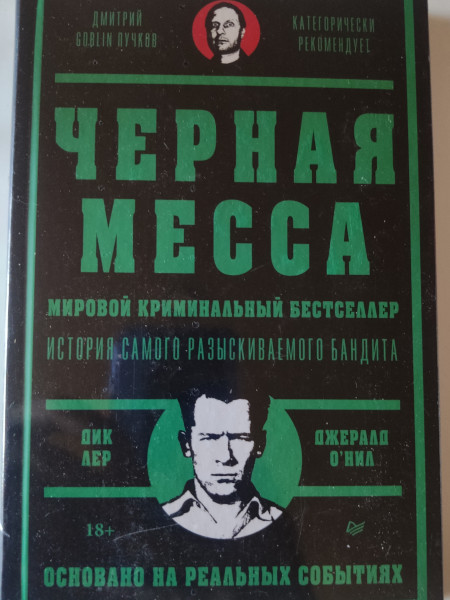 ДМИТРИЙ
GOBLIN ПУЧКОВ
КАТЕГОРИЧЕСКИ
РЕКОМЕНДУЕТ
ЧЕРНАЯ
МЕССА
МИРОВОЙ КРИМИНАЛЬНЫЙ БЕСТСЕЛЛЕР
ИСТОРИЯ САМОГО РАЗЫСКИВАЕМОГО БАНДИТА
ДИК
ЛЕР
ДЖЕРАЛД
О'НИЛ
18+
ОСНОВАНО НА РЕАЛЬНЫХ СОБЫТИЯХ